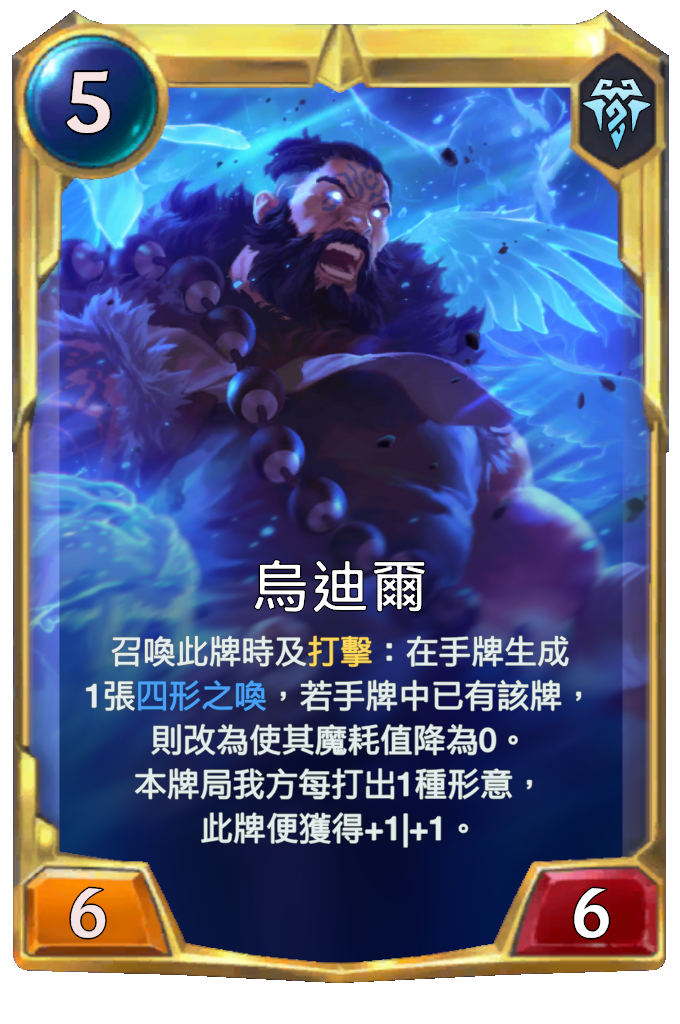 5
烏迪爾
召喚此牌時及打擊：在手牌生成
1張四形之喚，若手牌中已有該牌，
則改為使其魔耗值降為0。
本牌局我方每打出1種形意，
此牌便獲得+1|+1。
6
6